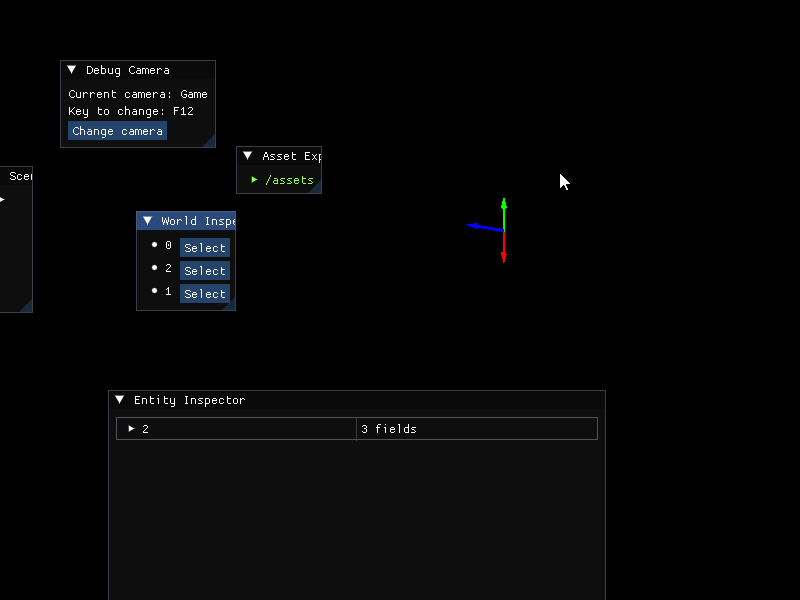 Debug Camera
Current camera: Game
Key to change: F12
Change camera
Asset Exp
/assets
Scen
World Inspe
0 Select
2 Select
1 Select
Entity Inspector
2 3 fields